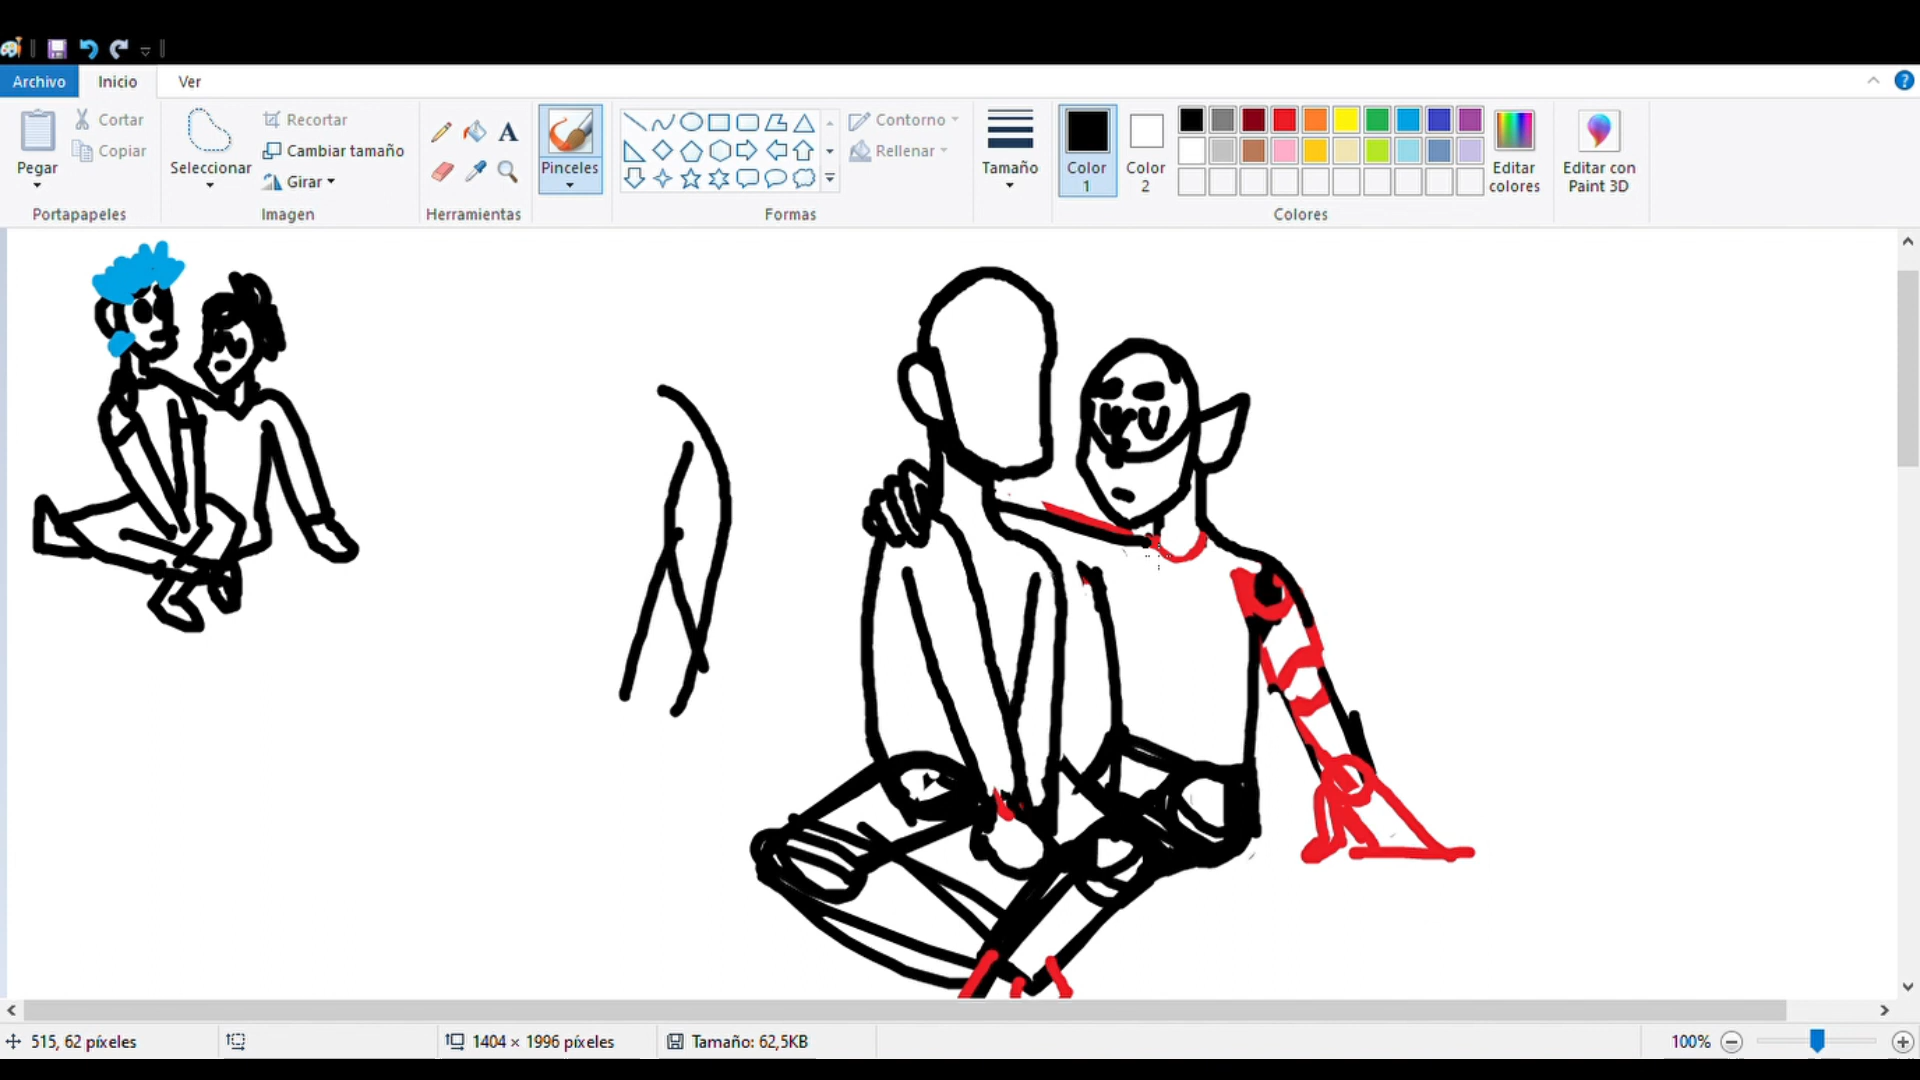 Archivo Inicio Ver
Pegar
Cortar
Copiar
Portapapeles
Seleccionar
Recortar
Cambiar tamaño
Girar
Imagen
A
Herramientas
Pinceles
Contorno
Rellenar
Formas
Tamaño
Color
1
Color
2
Editar
colores
Colores
Editar con
Paint 3D
?
515, 62 píxeles
1404 × 1996 píxeles
Tamaño: 62,5KB
100%